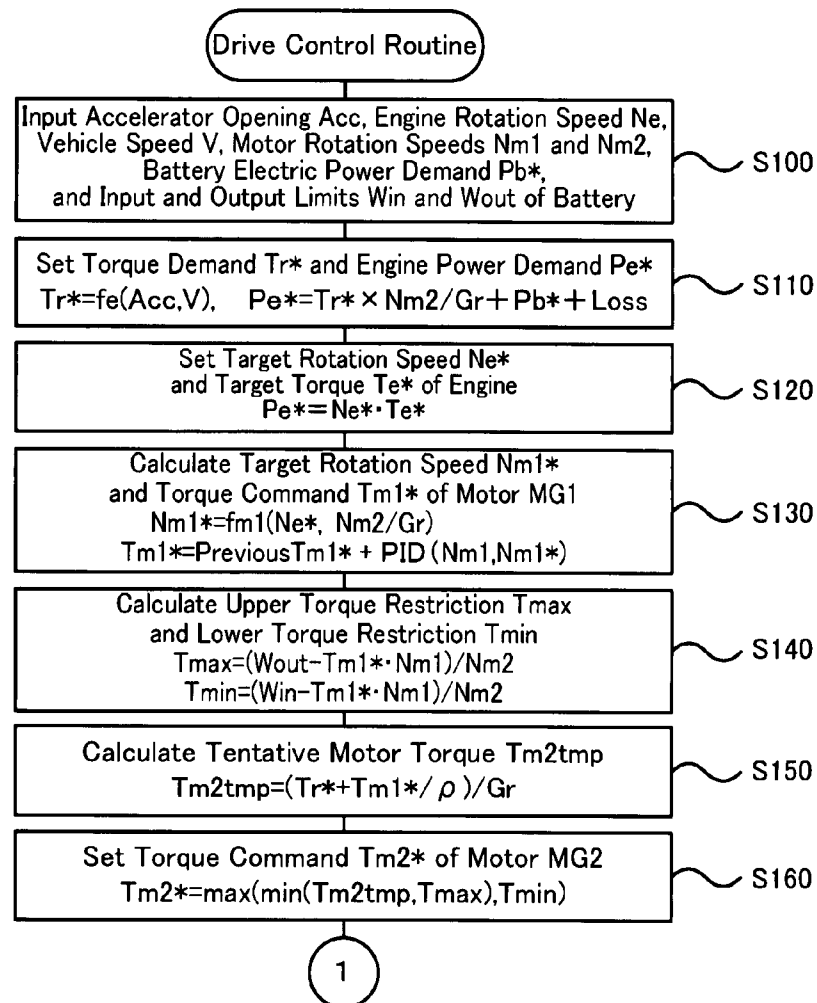 Drive Control Routine
Input Accelerator Opening Acc, Engine Rotation Speed Ne,
Vehicle Speed V, Motor Rotation Speeds Nm1 and Nm2,
Battery Electric Power Demand Pb*,
and Input and Output Limits Win and Wout of Battery
S100
Set Torque Demand Tr* and Engine Power Demand Pe*
Tr*=fe(Acc,V), Pe*=Tr*×Nm2/Gr+Pb*+Loss
S110
Set Target Rotation Speed Ne*
and Target Torque Te* of Engine
Pe*=Ne*·Te*
S120
Calculate Target Rotation Speed Nm1*
and Torque Command Tm1* of Motor MG1
Nm1*=fm1(Ne*, Nm2/Gr)
Tm1*=PreviousTm1* + PID(Nm1,Nm1*)
S130
Calculate Upper Torque Restriction Tmax
and Lower Torque Restriction Tmin
Tmax=(Wout-Tm1*·Nm1)/Nm2
Tmin=(Win-Tm1*·Nm1)/Nm2
S140
Calculate Tentative Motor Torque Tm2tmp
Tm2tmp=(Tr*+Tm1*/ρ)/Gr
S150
Set Torque Command Tm2* of Motor MG2
Tm2*=max(min(Tm2tmp,Tmax),Tmin)
S160
1